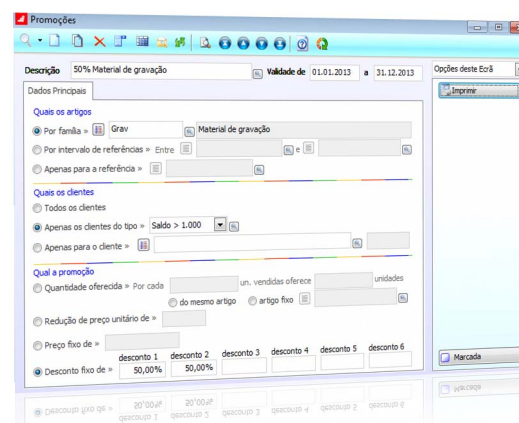 Promoções
Descrição 50% Material de gravação Validade de 01.01.2013 a 31.12.2013
Opções deste Ecrã
Imprimir
Dados Principais
Quais os artigos
Por família » Grav Material de gravação
Por intervalo de referências » Entre e
Apenas para a referência »
Quais os clientes
Todos os clientes
Apenas os clientes do tipo » Saldo > 1.000
Apenas para o cliente »
Qual a promoção
Quantidade oferecida » Por cada un. vendidas oferece unidades
do mesmo artigo artigo fixo
Redução de preço unitário de »
Preço fixo de »
desconto 1 desconto 2 desconto 3 desconto 4 desconto 5 desconto 6
Desconto fixo de » 50,00% 50,00%
Marcada